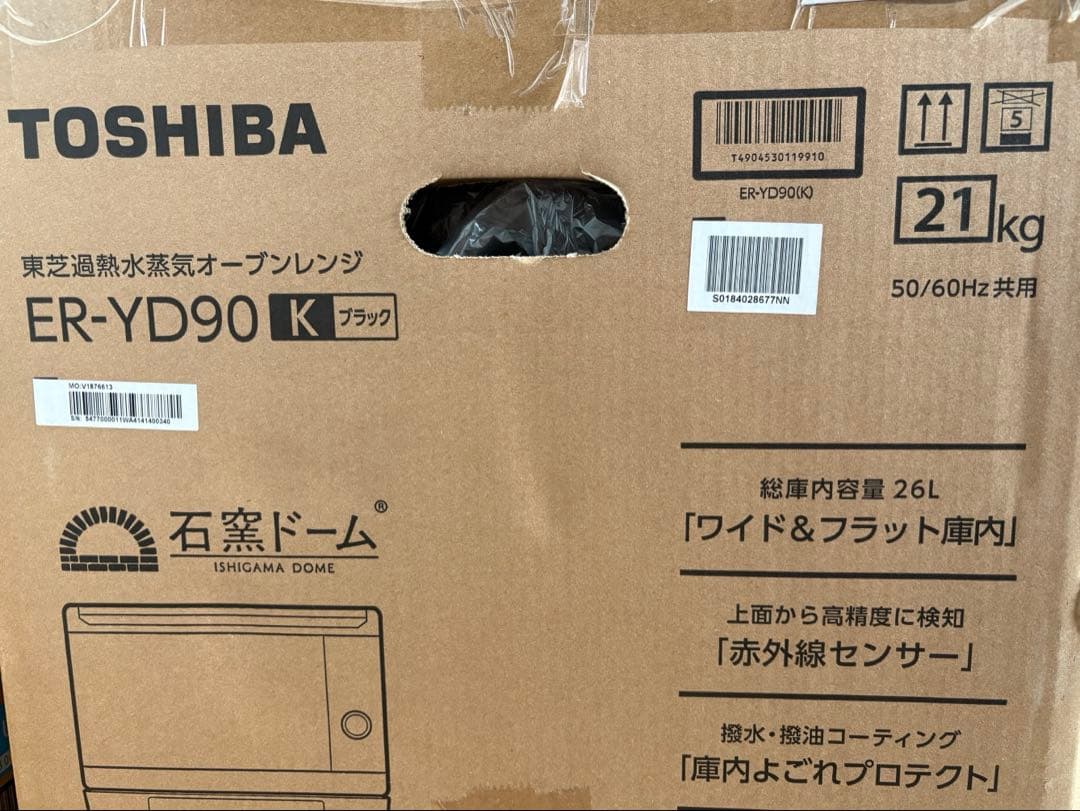 TOSHIBA
東芝過熱水蒸気オーブンレンジ
ER-YD90 K ブラック
MO:V1876613
S/N: 5477000011WA4141400340
石窯ドーム®
ISHIGAMA DOME
T4904530119910
ER-YD90(K)
S0184028677NN
5
21kg
50/60Hz共用
総庫内容量 26L
「ワイド&フラット庫内」
上面から高精度に検知
「赤外線センサー」
撥水・撥油コーティング
「庫内よごれプロテクト」